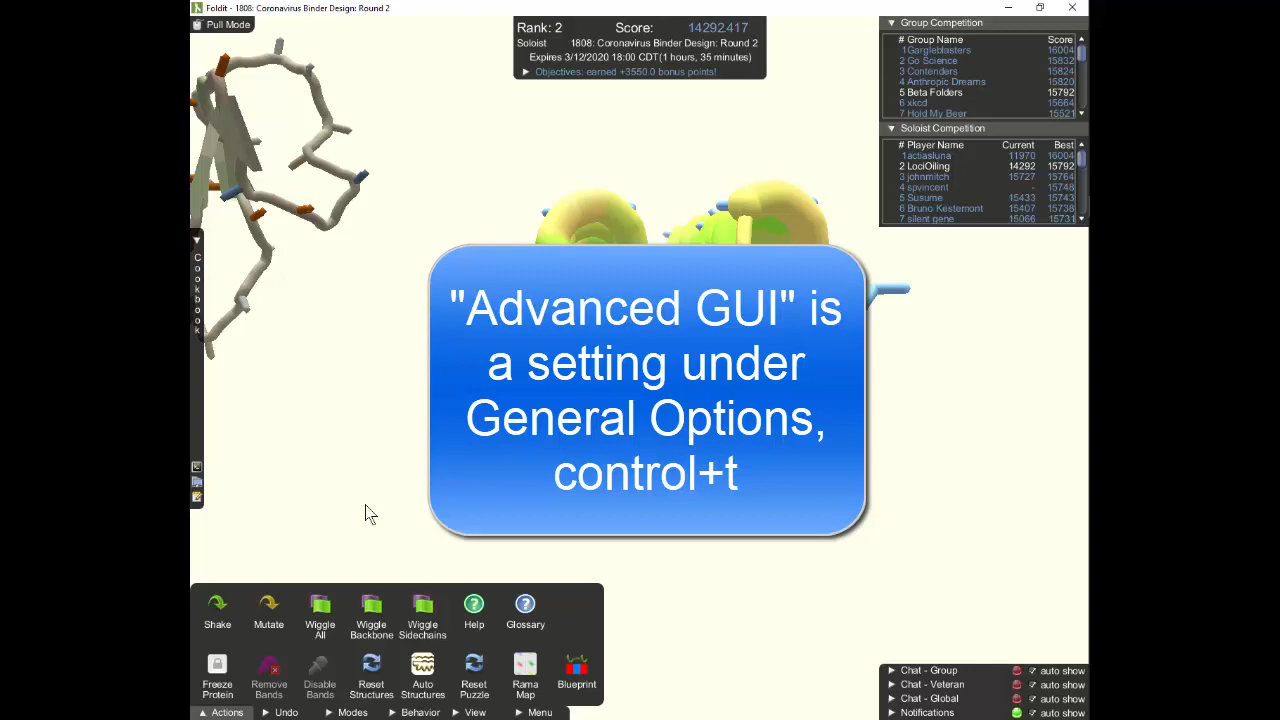 Foldit - 1808: Coronavirus Binder Design: Round 2
Pull Mode
Rank: 2 Score: 14292.417
Soloist 1808: Coronavirus Binder Design: Round 2
Expires 3/12/2020 18:00 CDT(1 hours, 35 minutes)
Objectives: earned +3550.0 bonus points!
Group Competition
# Group Name Score
1 Gargleblasters 16004
2 Go Science 15832
3 Contenders 15824
4 Anthropic Dreams 15820
5 Beta Folders 15792
6 xkcd 15664
7 Hold My Beer 15521
Soloist Competition
# Player Name Current Best
1 actiasluna 11970 16004
2 LociOiling 14292 15792
3 johnmitch 15727 15764
4 spvincent - 15748
5 Susume 15433 15743
6 Bruno Kestemont 15407 15738
7 silent gene 15066 15731
Cookbook
"Advanced GUI" is
a setting under
General Options,
control+t
Shake Mutate Wiggle All Wiggle Backbone Wiggle Sidechains Help Glossary
Freeze Protein Remove Bands Disable Bands Reset Structures Auto Structures Reset Puzzle Rama Map Blueprint
Actions Undo Modes Behavior View Menu
Chat - Group auto show
Chat - Veteran auto show
Chat - Global auto show
Notifications auto show